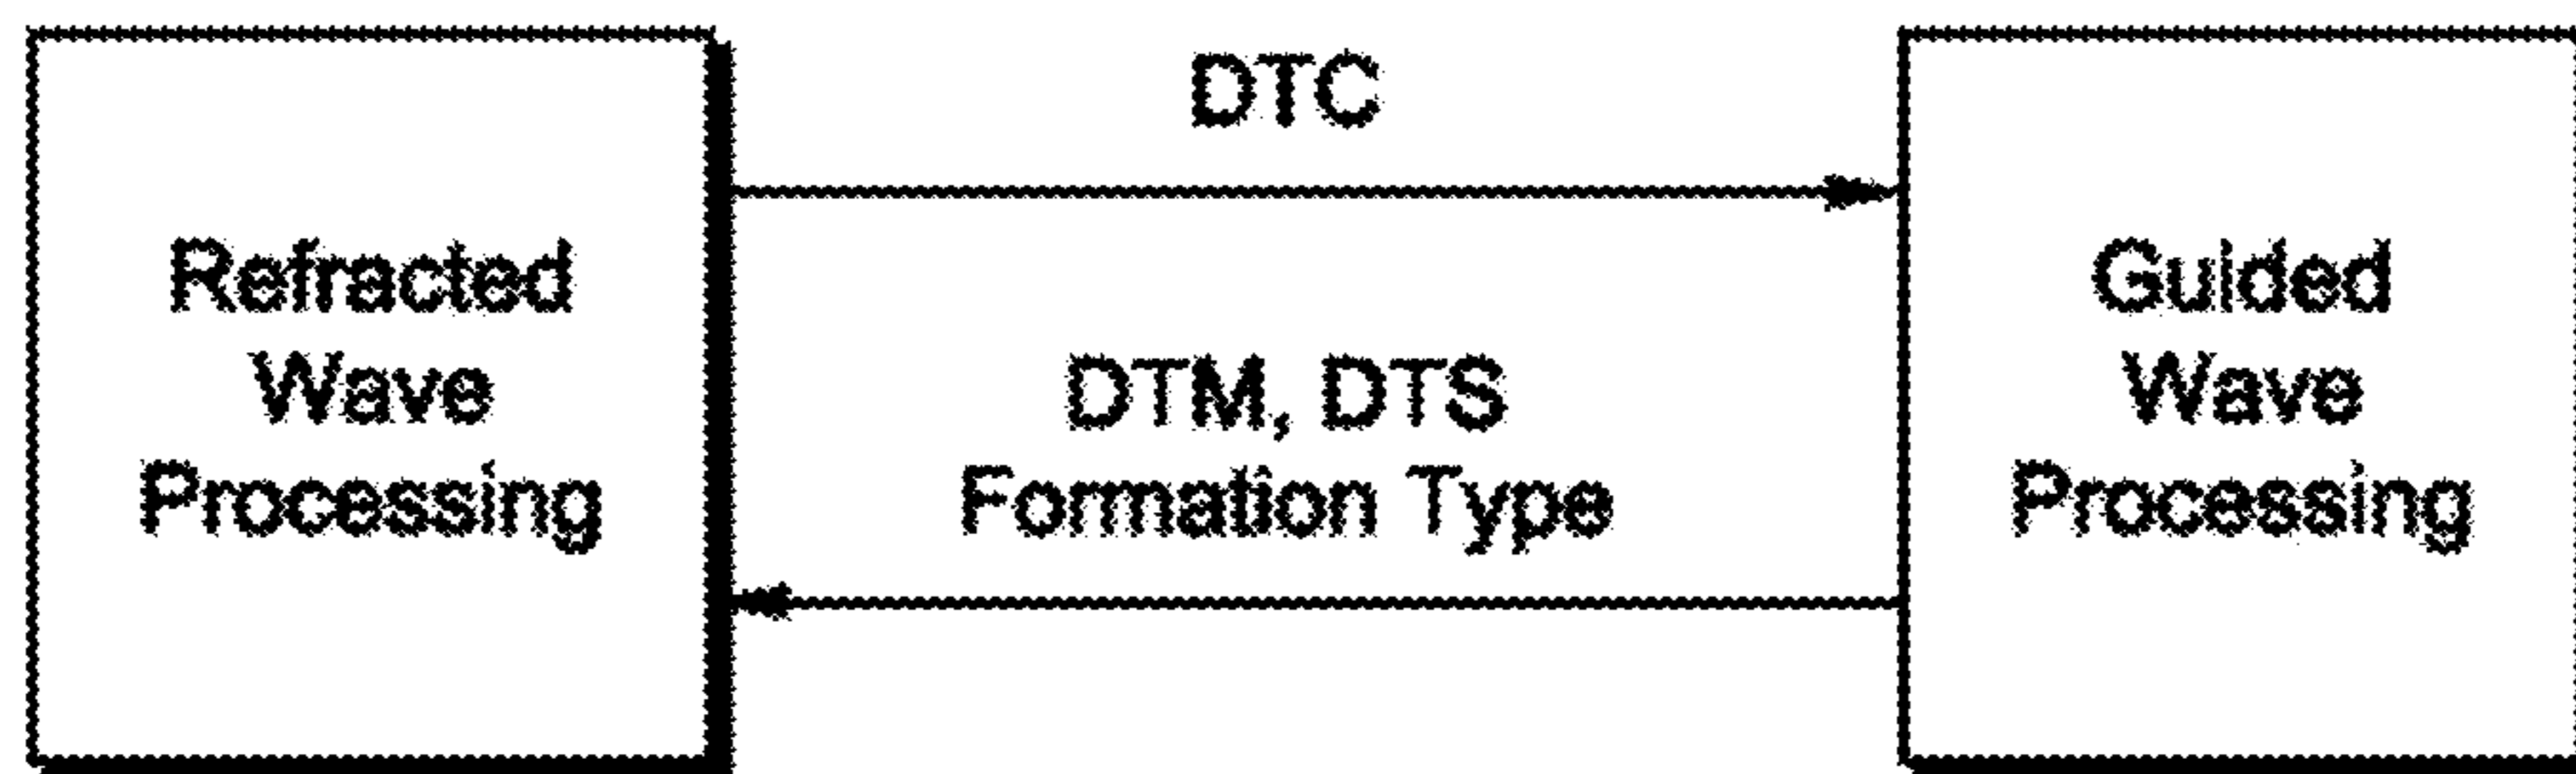 Refracted
Wave
Processing
DTC
DTM, DTS
Formation Type
Guided
Wave
Processing